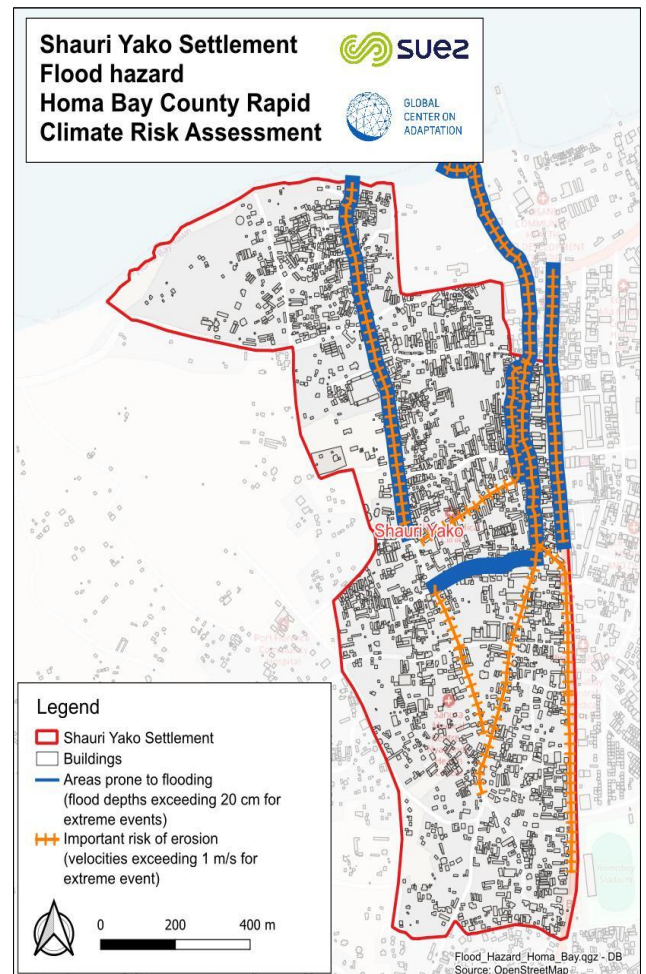 Shauri Yako Settlement
Flood hazard
Homa Bay County Rapid
Climate Risk Assessment
suez
GLOBAL
CENTER ON
ADAPTATION
Shauri Yako
Legend
Shauri Yako Settlement
Buildings
Areas prone to flooding
(flood depths exceeding 20 cm for
extreme events)
Important risk of erosion
(velocities exceeding 1 m/s for
extreme event)
0 200 400 m
Flood_Hazard_Homa_Bay.qgz - DB
Source: OpenStreetMap